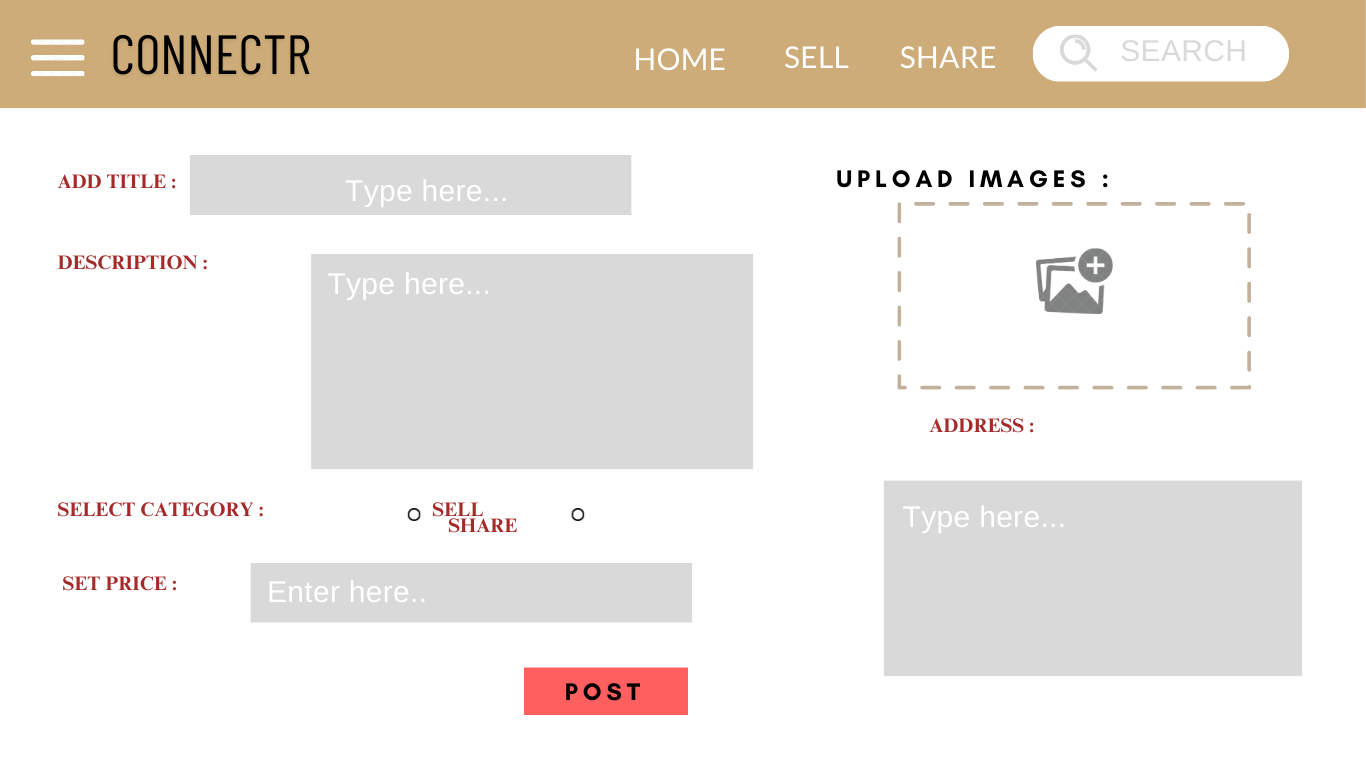 CONNECTR
HOME
SELL
SHARE
SEARCH
ADD TITLE :
Type here...
DESCRIPTION :
Type here...
SELECT CATEGORY :
SELL
SHARE
SET PRICE :
Enter here..
POST
UPLOAD IMAGES :
ADDRESS :
Type here...